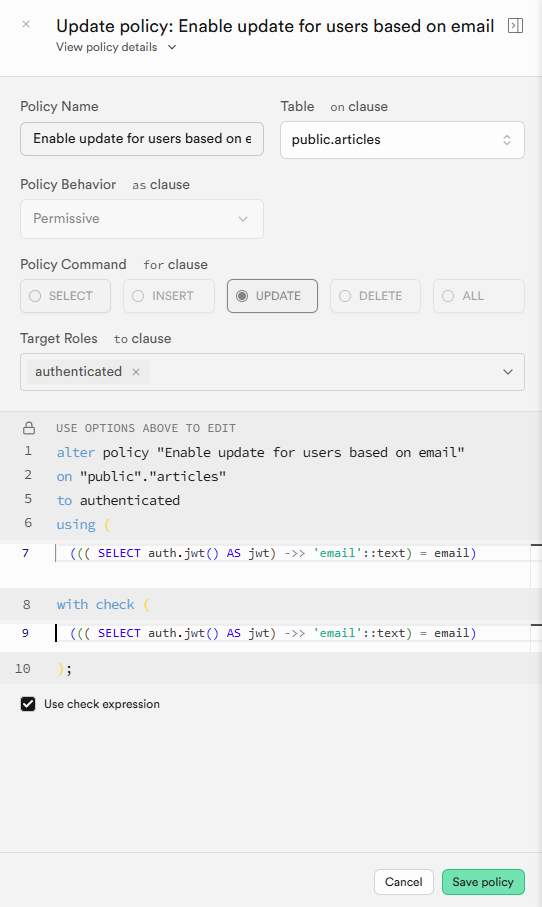 Update policy: Enable update for users based on email
View policy details
Policy Name
Table on clause
Enable update for users based on e
public.articles
Policy Behavior as clause
Permissive
Policy Command for clause
SELECT INSERT UPDATE DELETE ALL
Target Roles to clause
authenticated ×
USE OPTIONS ABOVE TO EDIT
1 alter policy "Enable update for users based on email"
2 on "public"."articles"
5 to authenticated
6 using (
7 ((( SELECT auth.jwt() AS jwt) ->> 'email'::text) = email)
8 with check (
9 ((( SELECT auth.jwt() AS jwt) ->> 'email'::text) = email)
10 );
Use check expression
Cancel Save policy